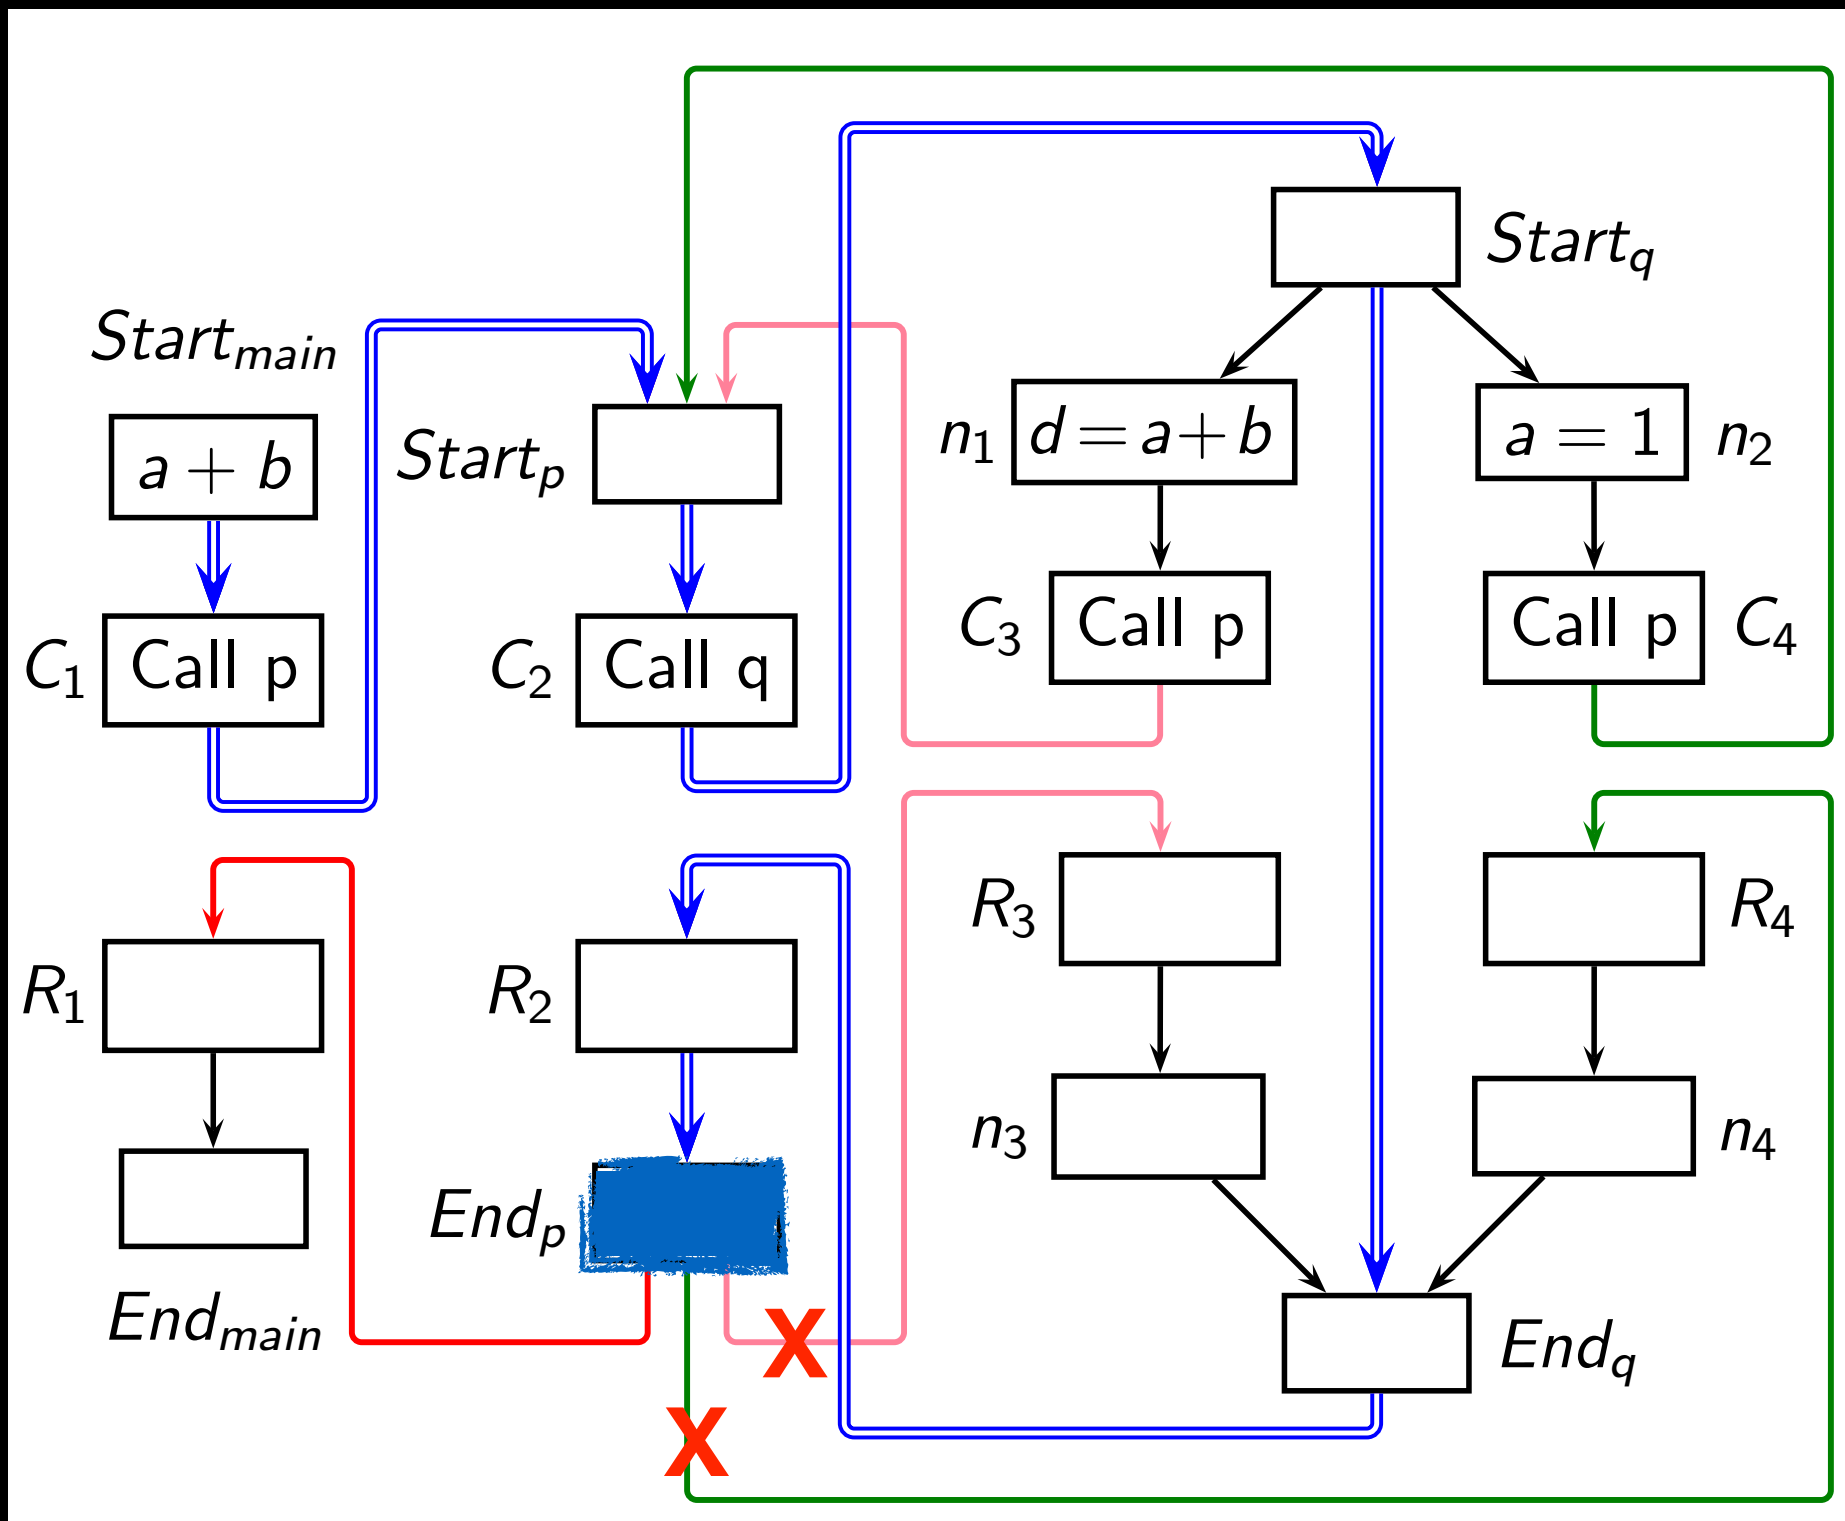 Start_q
Start_main
n_1 d = a + b
a = 1 n_2
a + b
Start_p
C_3 Call p
Call p C_4
C_1 Call p
C_2 Call q
R_3
R_4
R_1
R_2
n_3
n_4
End_p
End_main
X
End_q
X